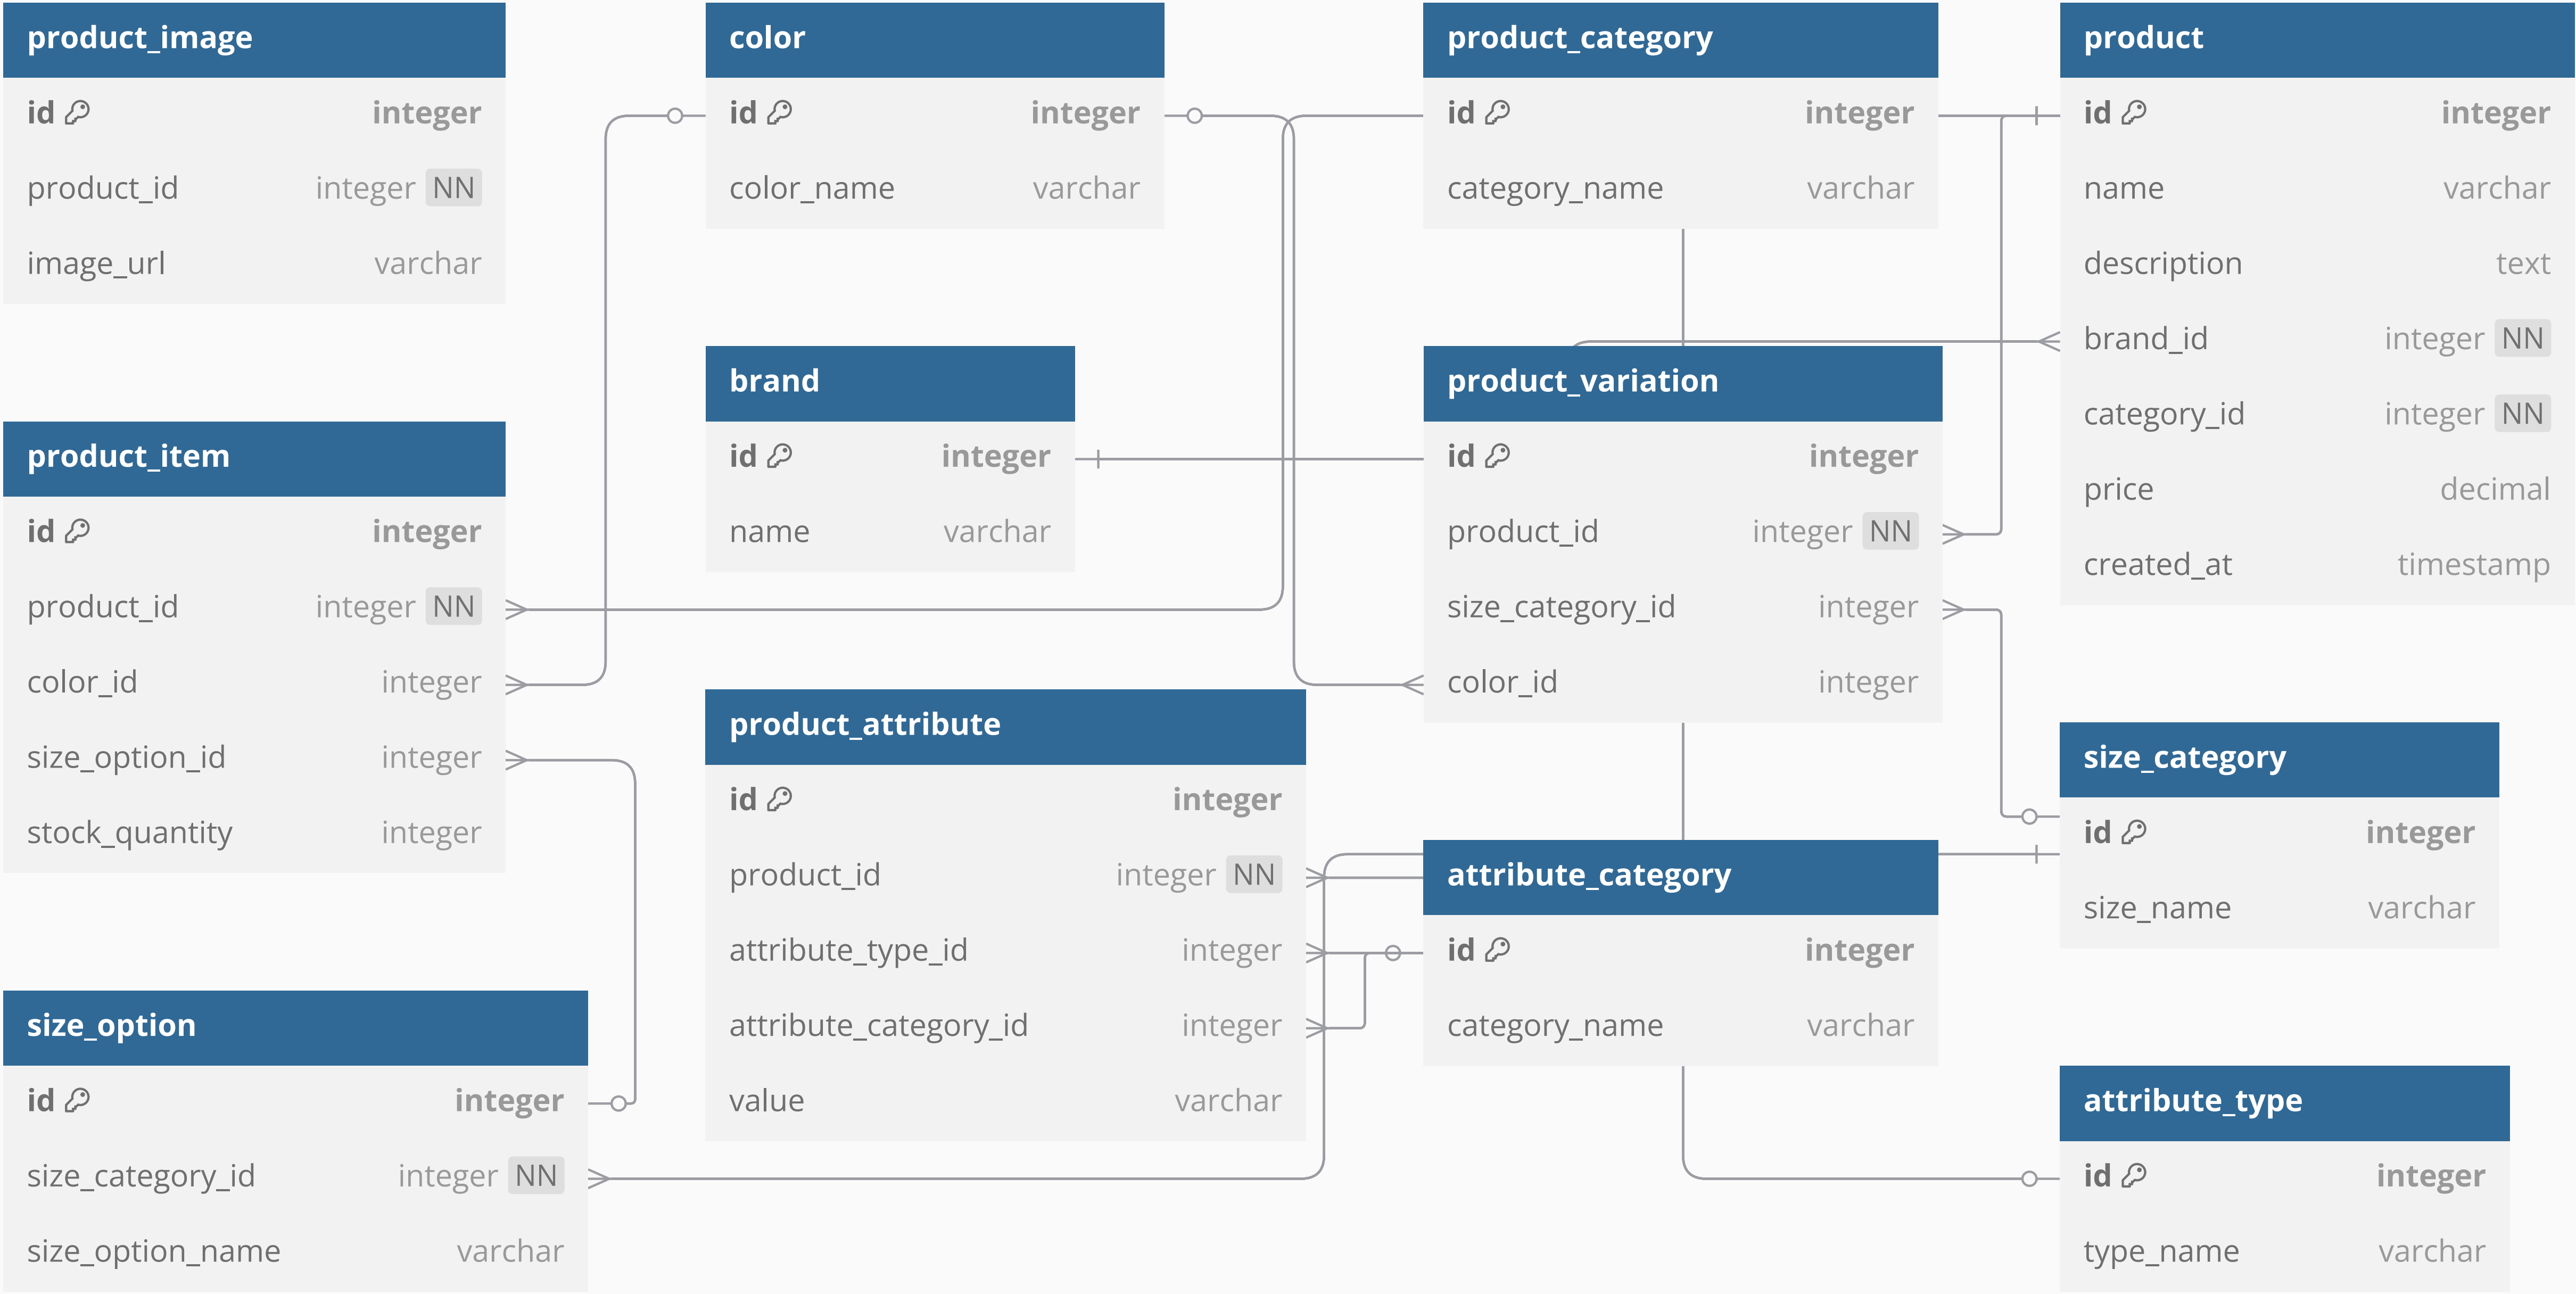 product_image
id integer
product_id integer NN
image_url varchar
color
id integer
color_name varchar
product_category
id integer
category_name varchar
product
id integer
name varchar
description text
brand_id integer NN
category_id integer NN
price decimal
created_at timestamp
brand
id integer
name varchar
product_variation
id integer
product_id integer NN
size_category_id integer
color_id integer
product_item
id integer
product_id integer NN
color_id integer
size_option_id integer
stock_quantity integer
product_attribute
id integer
product_id integer NN
attribute_type_id integer
attribute_category_id integer
value varchar
size_category
id integer
size_name varchar
attribute_category
id integer
category_name varchar
size_option
id integer
size_category_id integer NN
size_option_name varchar
attribute_type
id integer
type_name varchar